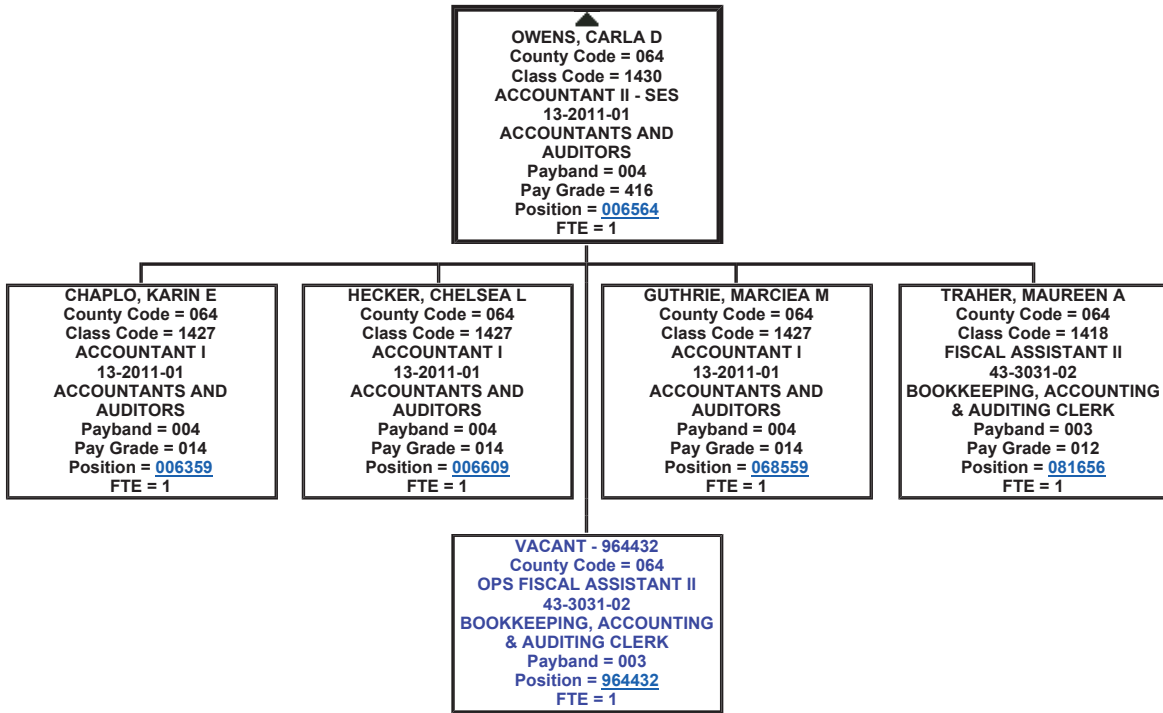 OWENS, CARLA D
County Code = 064
Class Code = 1430
ACCOUNTANT II - SES
13-2011-01
ACCOUNTANTS AND
AUDITORS
Payband = 004
Pay Grade = 416
Position = 006564
FTE = 1
CHAPLO, KARIN E
County Code = 064
Class Code = 1427
ACCOUNTANT I
13-2011-01
ACCOUNTANTS AND
AUDITORS
Payband = 004
Pay Grade = 014
Position = 006359
FTE = 1
HECKER, CHELSEA L
County Code = 064
Class Code = 1427
ACCOUNTANT I
13-2011-01
ACCOUNTANTS AND
AUDITORS
Payband = 004
Pay Grade = 014
Position = 006609
FTE = 1
GUTHRIE, MARCIEA M
County Code = 064
Class Code = 1427
ACCOUNTANT I
13-2011-01
ACCOUNTANTS AND
AUDITORS
Payband = 004
Pay Grade = 014
Position = 068559
FTE = 1
TRAHER, MAUREEN A
County Code = 064
Class Code = 1418
FISCAL ASSISTANT II
43-3031-02
BOOKKEEPING, ACCOUNTING
& AUDITING CLERK
Payband = 003
Pay Grade = 012
Position = 081656
FTE = 1
VACANT - 964432
County Code = 064
OPS FISCAL ASSISTANT II
43-3031-02
BOOKKEEPING, ACCOUNTING
& AUDITING CLERK
Payband = 003
Position = 964432
FTE = 1